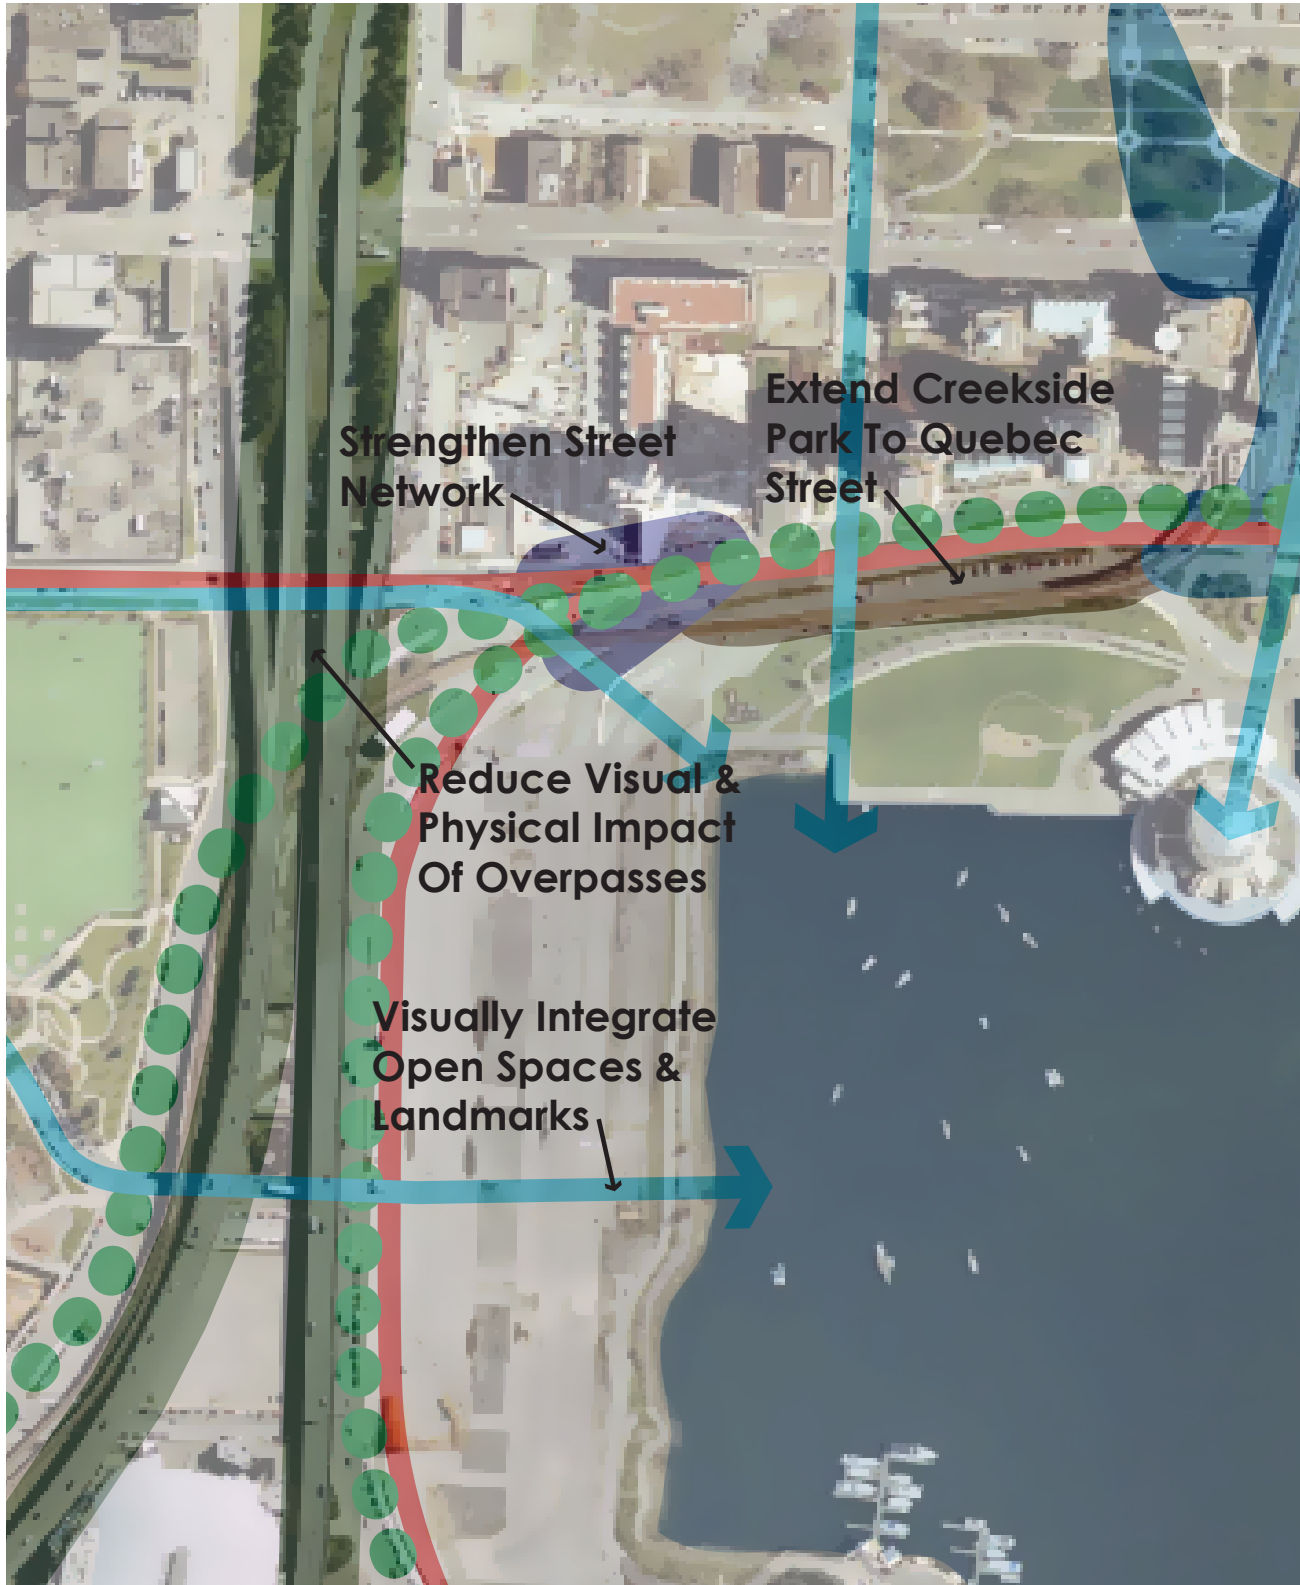 Extend Creekside
Park To Quebec
Street
Strengthen Street
Network
Reduce Visual &
Physical Impact
Of Overpasses
Visually Integrate
Open Spaces &
Landmarks